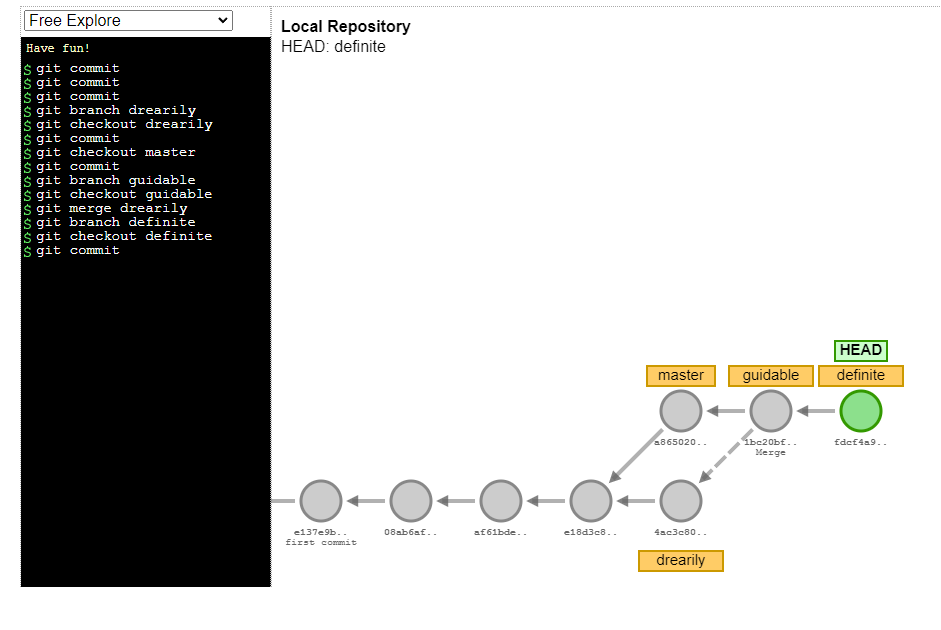 Free Explore
Have fun!
$ git commit
$ git commit
$ git commit
$ git branch drearily
$ git checkout drearily
$ git commit
$ git checkout master
$ git commit
$ git branch guidable
$ git checkout guidable
$ git merge drearily
$ git branch definite
$ git checkout definite
$ git commit
Local Repository
HEAD: definite
HEAD
master guidable definite
a865020.. 1bc20bf.. fdcf4a9..
Merge
e137e9b.. 08ab6af.. af61bde.. e18d3c8.. 4ac3c80..
first commit
drearily